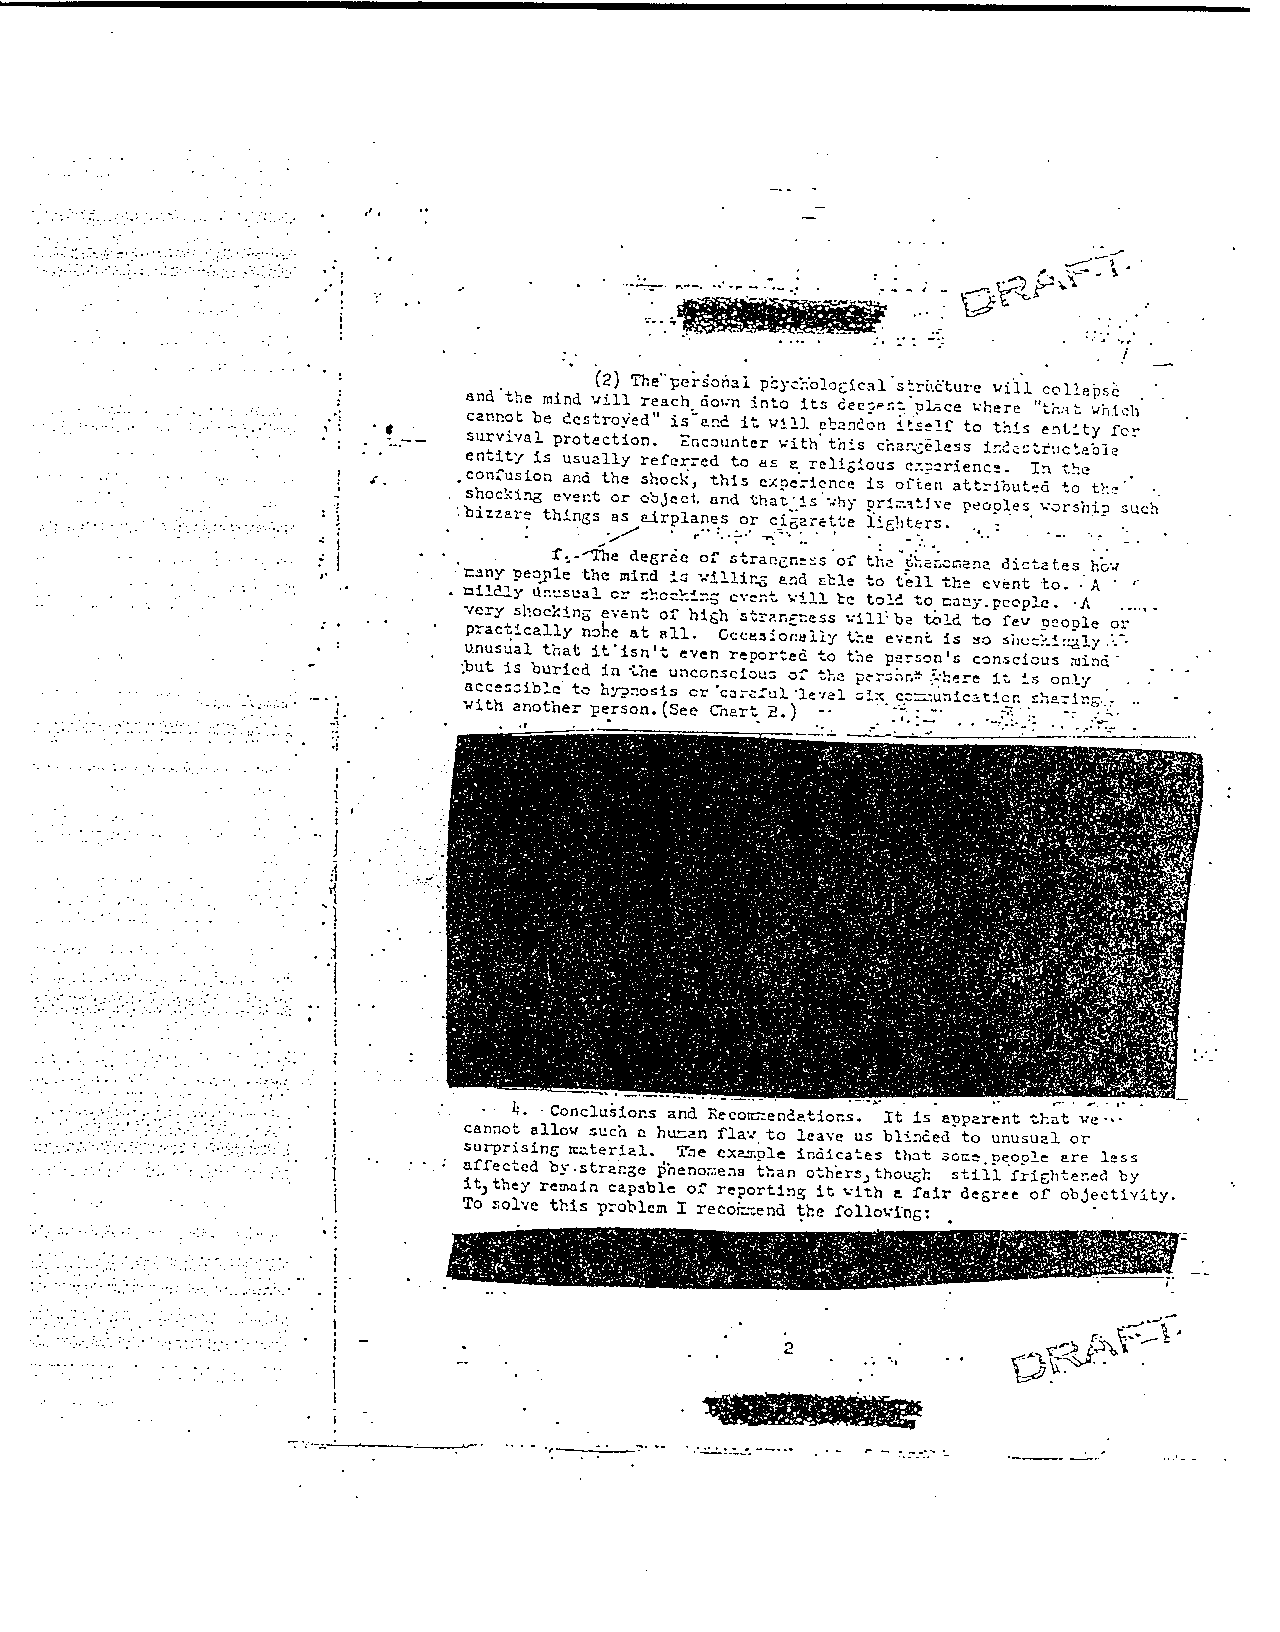 DRAFT
(2) The personal psychological structure will collapse
and the mind will reach down into its deepest place where "that which
cannot be destroyed" is and it will abandon itself to this entity for
survival protection. Encounter with this changeless indestructable
entity is usually referred to as a religious experience. In the
confusion and the shock, this experience is often attributed to the
shocking event or object and that is why primative peoples worship such
bizzare things as airplanes or cigarette lighters.
f. The degree of strangness of the phenomena dictates how
many people the mind is willing and able to tell the event to. A
mildly unusual or shocking event will be told to many people. A
very shocking event of high strangness will be told to few people or
practically none at all. Occasionally the event is so shockingly
unusual that it isn't even reported to the person's conscious mind
but is buried in the unconscious of the person where it is only
accessible to hypnosis or careful level six communication sharing
with another person. (See Chart B.)
4. Conclusions and Recommendations. It is apparent that we
cannot allow such a human flaw to leave us blinded to unusual or
surprising material. The example indicates that some people are less
affected by strange phenomena than others, though still frightened by
it, they remain capable of reporting it with a fair degree of objectivity.
To solve this problem I recommend the following:
2
DRAFT